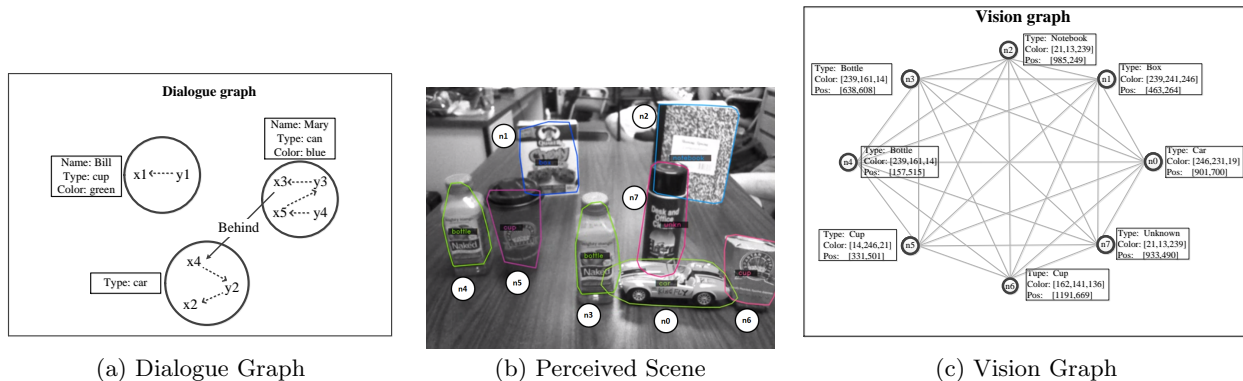 Dialogue graph
Name: Bill
Type: cup
Color: green
x1
y1
Name: Mary
Type: can
Color: blue
x3
y3
x5
y4
Behind
Type: car
x4
y2
x2
(a) Dialogue Graph
n1
n2
n7
bottle
cup
bottle
Naked
Naked
Desk and
Office
car
cup
n4
n5
n3
n0
n6
(b) Perceived Scene
Vision graph
n2
Type: Notebook
Color: [21,13,239]
Pos: [985,249]
Type: Bottle
Color: [239,161,14]
Pos: [638,608]
n3
n1
Type: Box
Color: [239,241,246]
Pos: [463,264]
n4
Type: Bottle
Color: [239,161,14]
Pos: [157,515]
n0
Type: Car
Color: [246,231,19]
Pos: [901,700]
Type: Cup
Color: [14,246,21]
Pos: [331,501]
n5
n7
Type: Unknown
Color: [21,13,239]
Pos: [933,490]
n6
Type: Cup
Color: [162,141,136]
Pos: [1191,669]
(c) Vision Graph